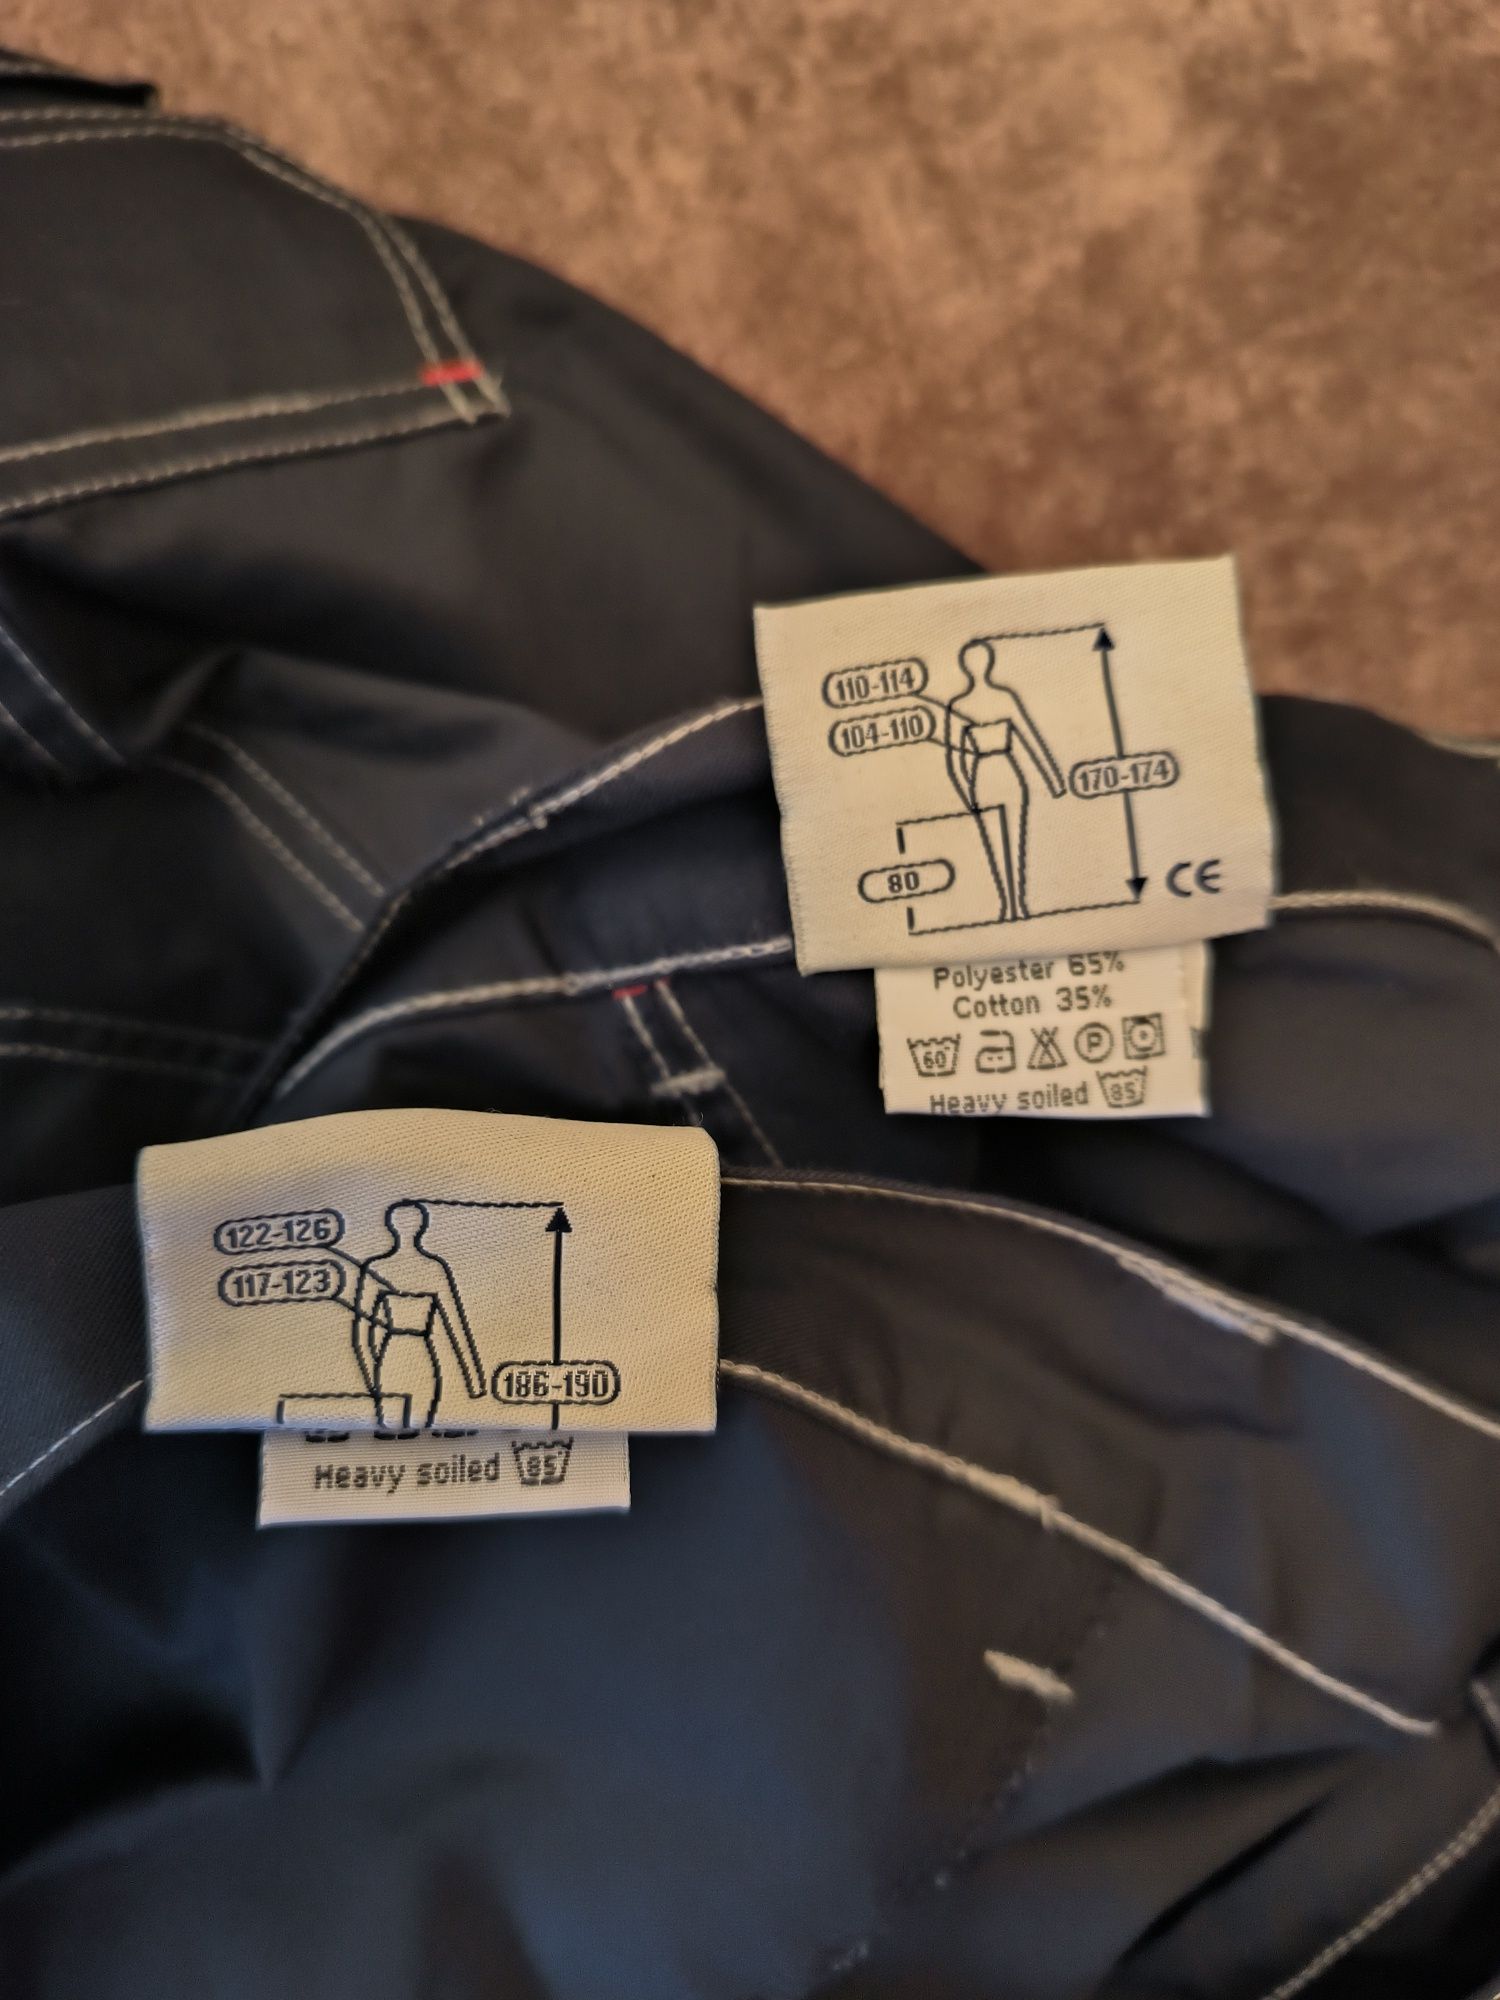 110-114
104-110
170-174
80
CE
Polyester 65%
Cotton 35%
60° P
Heavy soiled 85°
122-126
117-123
186-190
Heavy soiled 85°